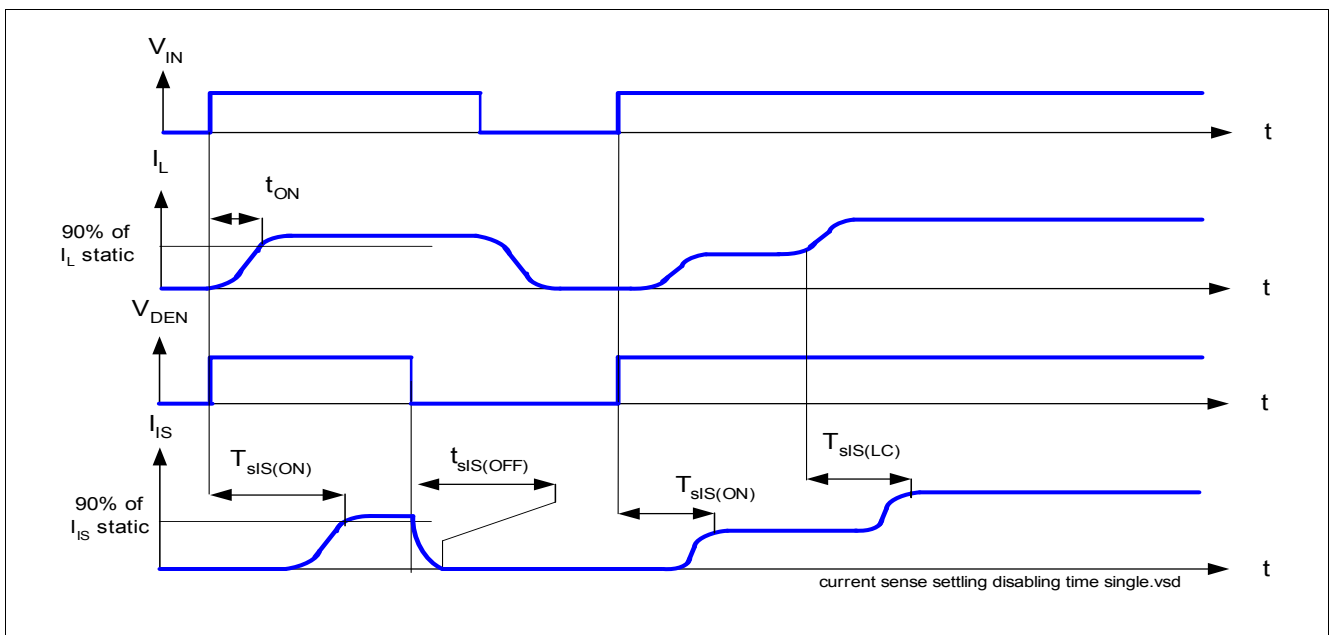 V_IN
t
I_L
t_ON
90% of
I_L static
t
V_DEN
t
I_IS
T_sIS(ON)
t_sIS(OFF)
T_sIS(ON)
T_sIS(LC)
90% of
I_IS static
t
current sense settling disabling time single.vsd